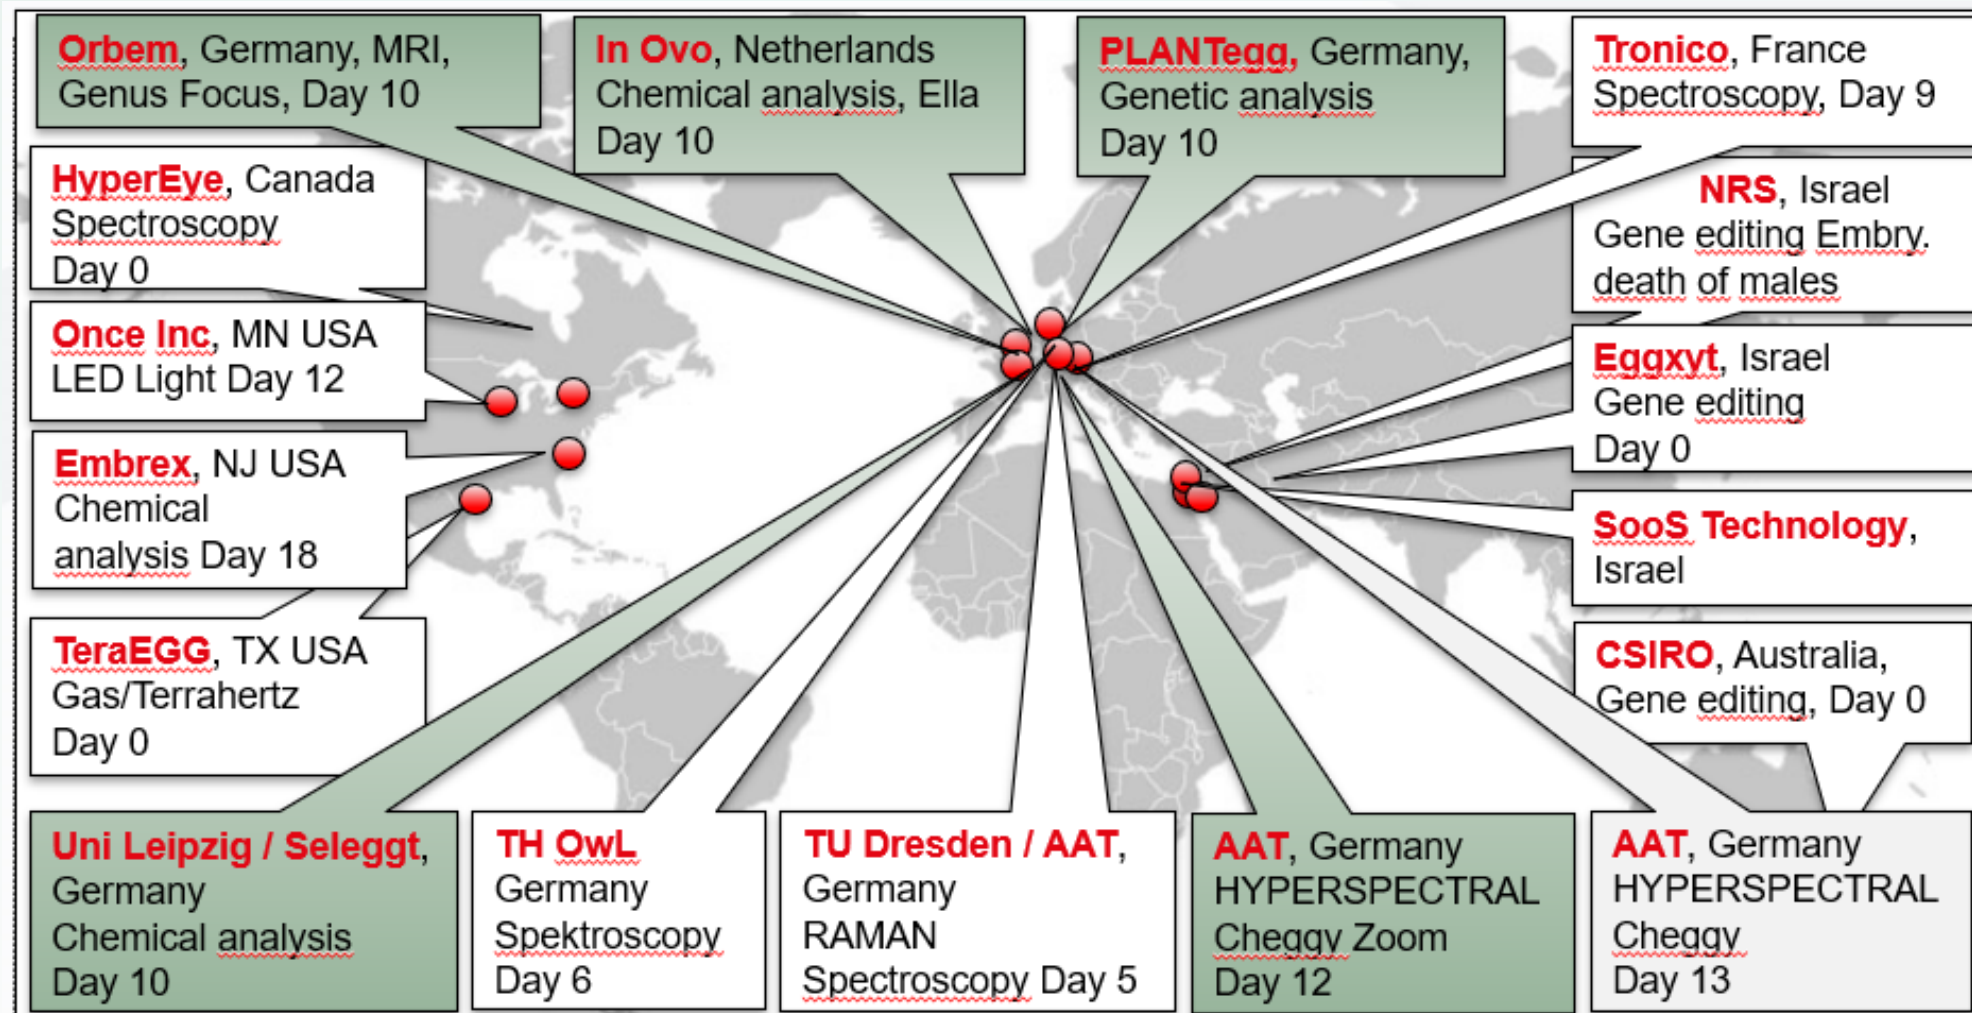 Orbem, Germany, MRI,
Genus Focus, Day 10
In Ovo, Netherlands
Chemical analysis, Ella
Day 10
PLANTegg, Germany,
Genetic analysis
Day 10
Tronico, France
Spectroscopy, Day 9
HyperEye, Canada
Spectroscopy
Day 0
NRS, Israel
Gene editing Embry.
death of males
Once Inc, MN USA
LED Light Day 12
Eggxyt, Israel
Gene editing
Day 0
Embrex, NJ USA
Chemical
analysis Day 18
SooS Technology,
Israel
TeraEGG, TX USA
Gas/Terrahertz
Day 0
CSIRO, Australia,
Gene editing, Day 0
Uni Leipzig / Seleggt,
Germany
Chemical analysis
Day 10
TH OwL
Germany
Spektroscopy
Day 6
TU Dresden / AAT,
Germany
RAMAN
Spectroscopy Day 5
AAT, Germany
HYPERSPECTRAL
Cheggy Zoom
Day 12
AAT, Germany
HYPERSPECTRAL
Cheggy
Day 13